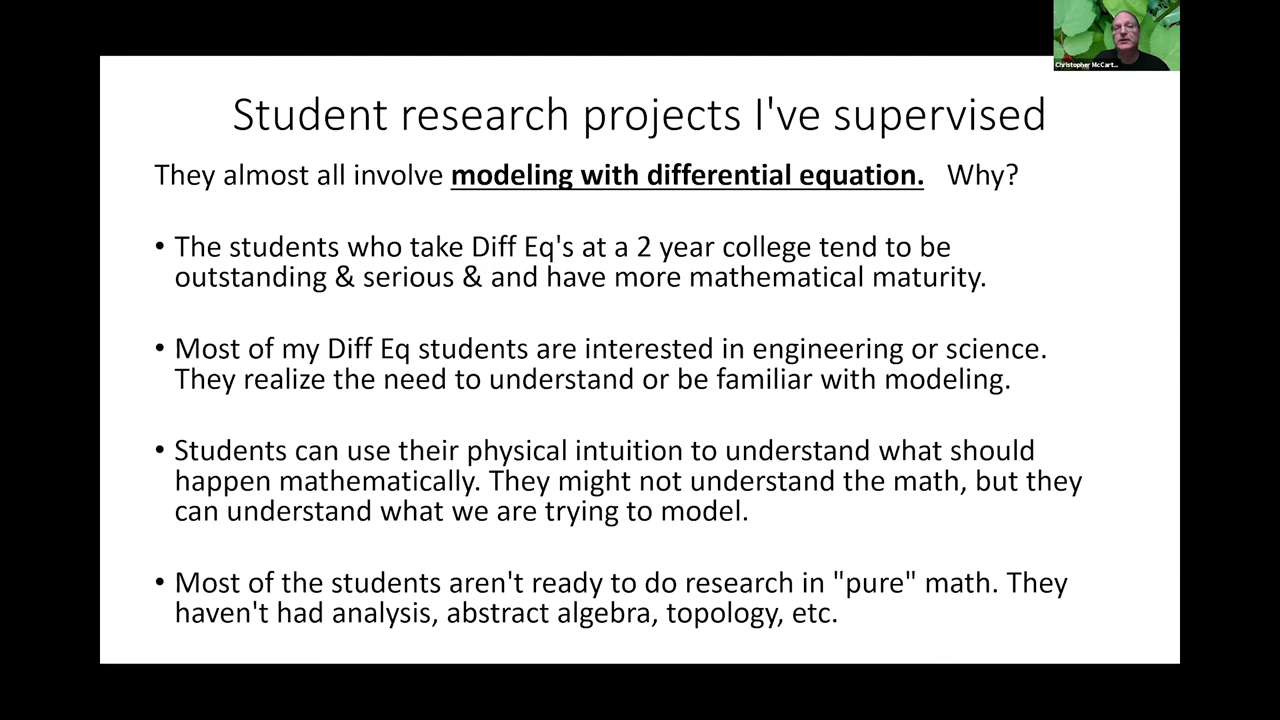 Christopher McCart...
Student research projects I've supervised
They almost all involve modeling with differential equation. Why?
• The students who take Diff Eq's at a 2 year college tend to be
outstanding & serious & and have more mathematical maturity.
• Most of my Diff Eq students are interested in engineering or science.
They realize the need to understand or be familiar with modeling.
• Students can use their physical intuition to understand what should
happen mathematically. They might not understand the math, but they
can understand what we are trying to model.
• Most of the students aren't ready to do research in "pure" math. They
haven't had analysis, abstract algebra, topology, etc.